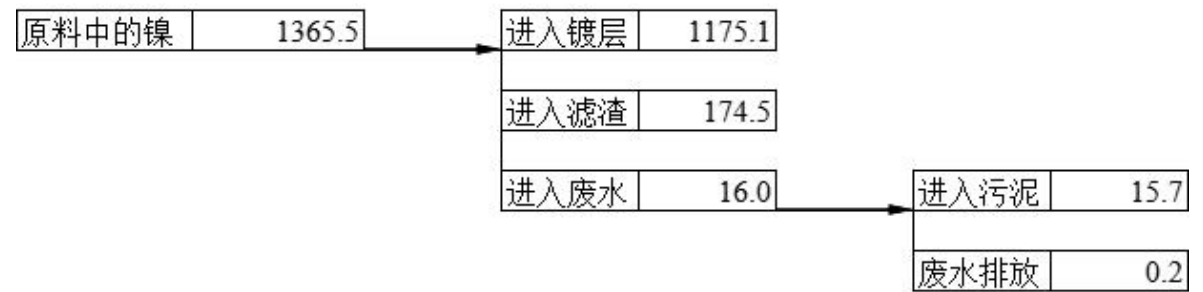 原料中的镍 1365.5
进入镀层 1175.1
进入滤渣 174.5
进入废水 16.0
进入污泥 15.7
废水排放 0.2